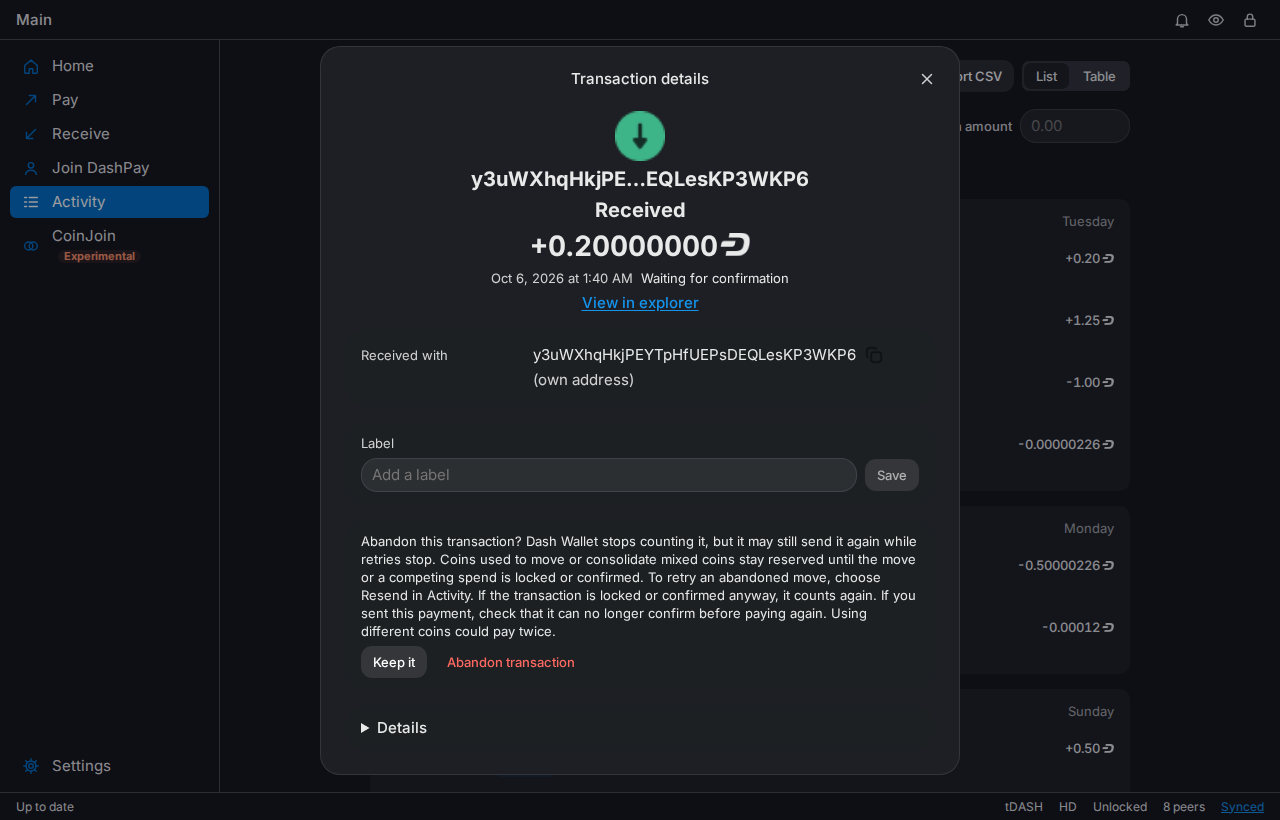 Main
Home
Pay
Receive
Join DashPay
Activity
CoinJoin
Experimental
Settings
Transaction details
y3uWXhqHkjPE…EQLesKP3WKP6
Received
+0.20000000
Oct 6, 2026 at 1:40 AM Waiting for confirmation
View in explorer
Received with
y3uWXhqHkjPEYTpHfUEPsDEQLesKP3WKP6
(own address)
Label
Add a label
Save
Abandon this transaction? Dash Wallet stops counting it, but it may still send it again while
retries stop. Coins used to move or consolidate mixed coins stay reserved until the move
or a competing spend is locked or confirmed. To retry an abandoned move, choose
Resend in Activity. If the transaction is locked or confirmed anyway, it counts again. If you
sent this payment, check that it can no longer confirm before paying again. Using
different coins could pay twice.
Keep it
Abandon transaction
Details
CSV
List
Table
amount
0.00
Tuesday
+0.20
+1.25
-1.00
-0.00000226
Monday
-0.50000226
-0.00012
Sunday
+0.50
Up to date
tDASH
HD
Unlocked
8 peers
Synced